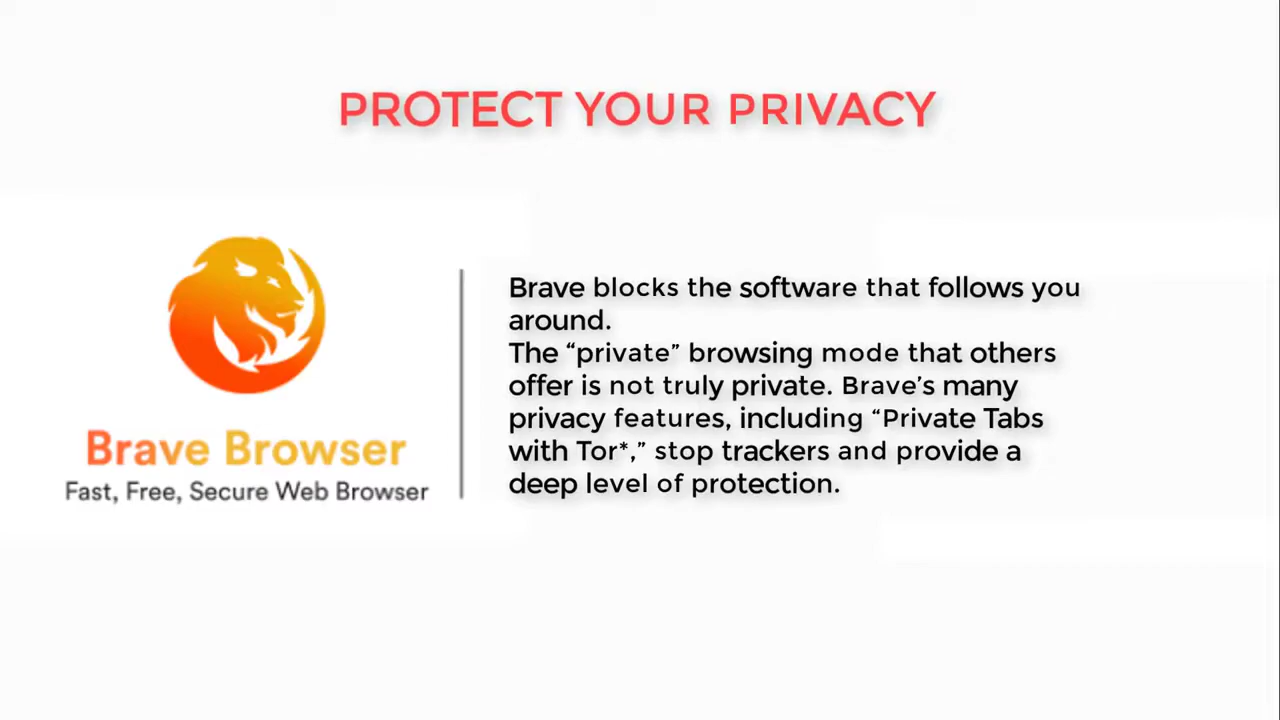 PROTECT YOUR PRIVACY
Brave Browser
Fast, Free, Secure Web Browser
Brave blocks the software that follows you
around.
The “private” browsing mode that others
offer is not truly private. Brave’s many
privacy features, including “Private Tabs
with Tor*,” stop trackers and provide a
deep level of protection.